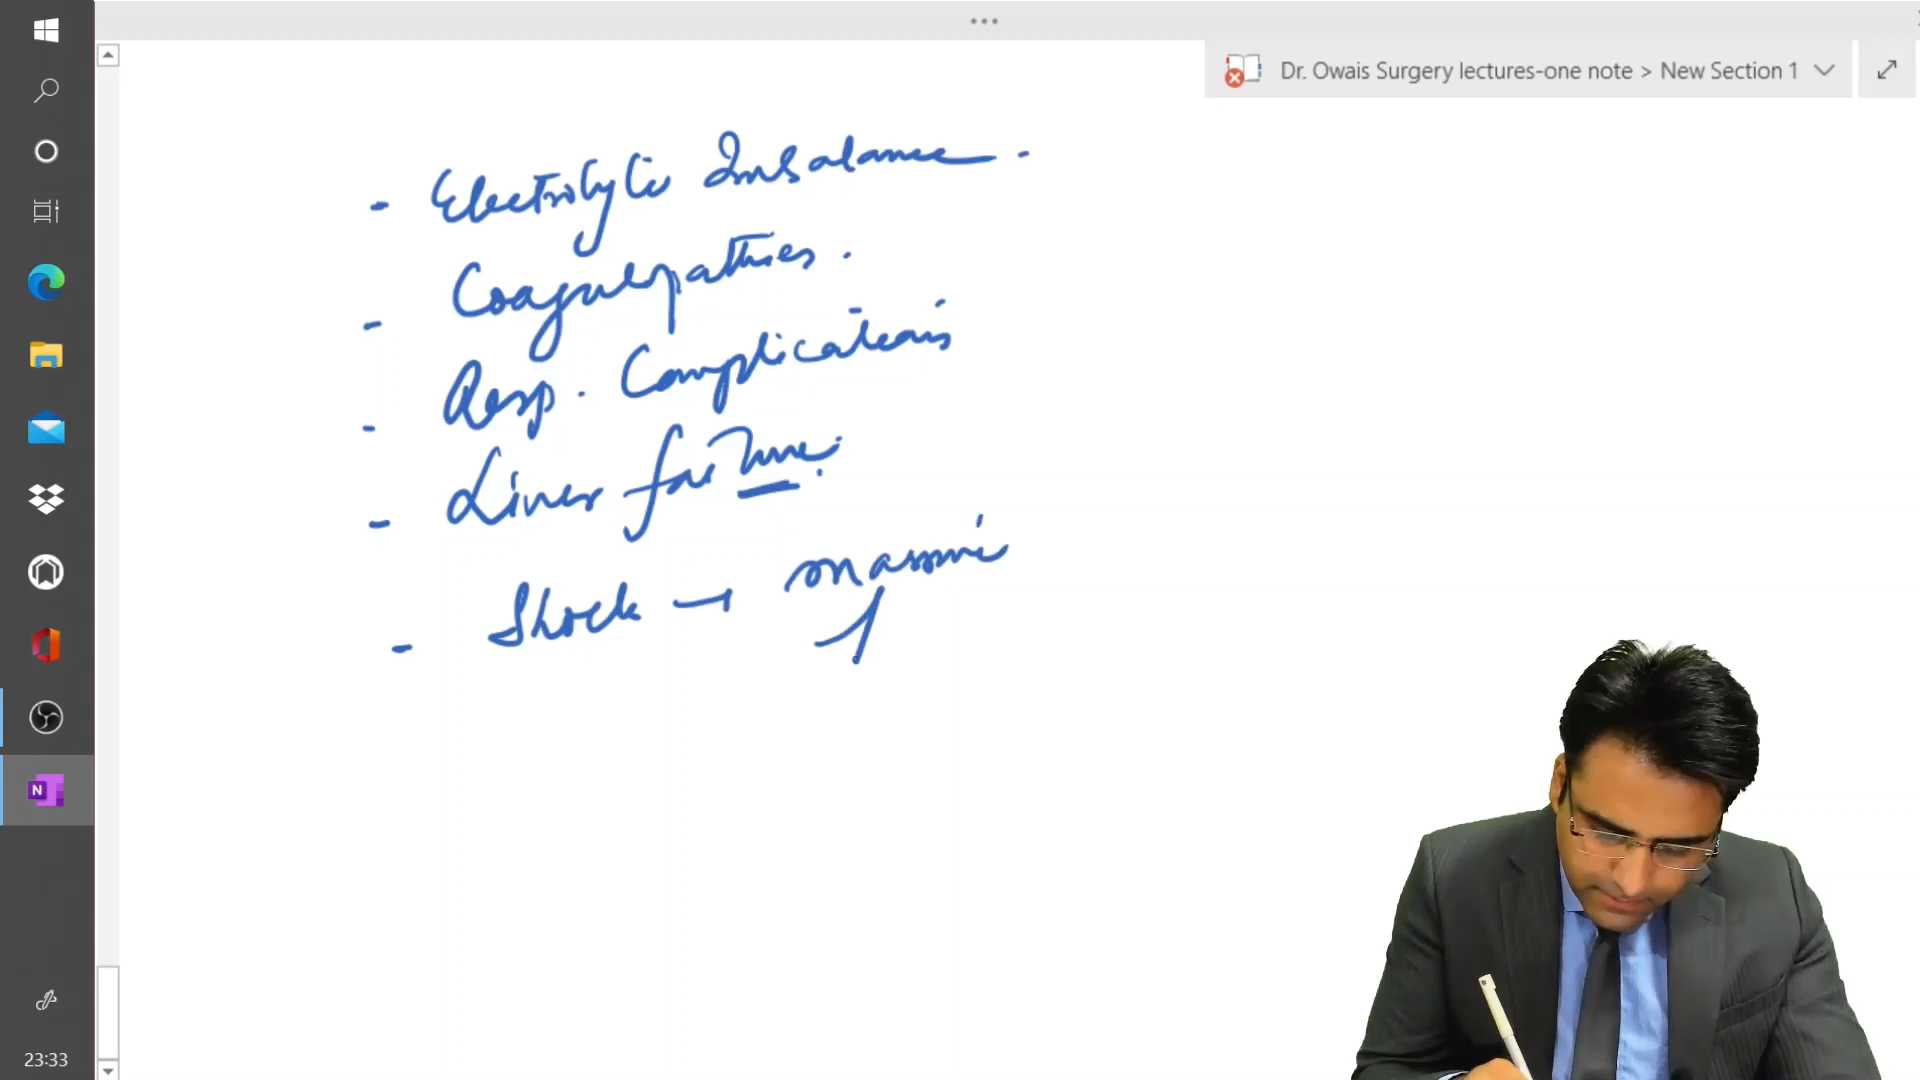 Dr. Owais Surgery lectures-one note > New Section 1
- Electrolyte Imbalance.
- Coagulopathies.
- Resp. Complications
- Liver failure.
- Shock → massive
N
23:33